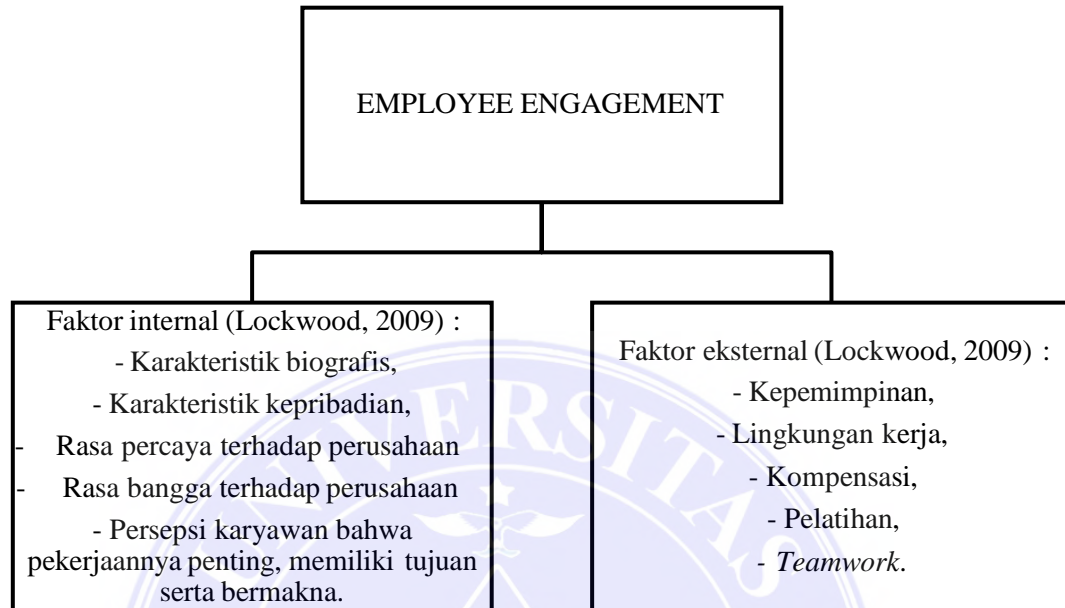 EMPLOYEE ENGAGEMENT
Faktor internal (Lockwood, 2009) :
- Karakteristik biografis,
- Karakteristik kepribadian,
- Rasa percaya terhadap perusahaan
- Rasa bangga terhadap perusahaan
- Persepsi karyawan bahwa
pekerjaannya penting, memiliki tujuan
serta bermakna.
Faktor eksternal (Lockwood, 2009) :
- Kepemimpinan,
- Lingkungan kerja,
- Kompensasi,
- Pelatihan,
- Teamwork.
UNIVERSITAS